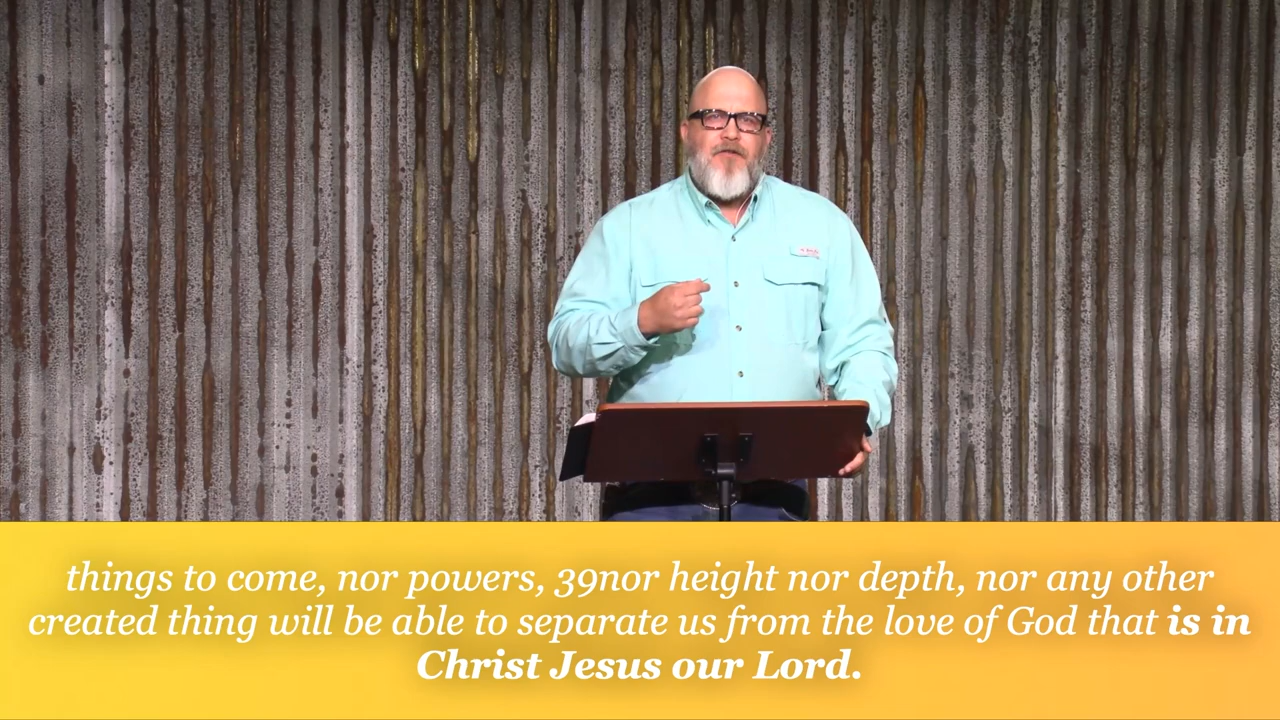 things to come, nor powers, 39nor height nor depth, nor any other
created thing will be able to separate us from the love of God that is in
Christ Jesus our Lord.